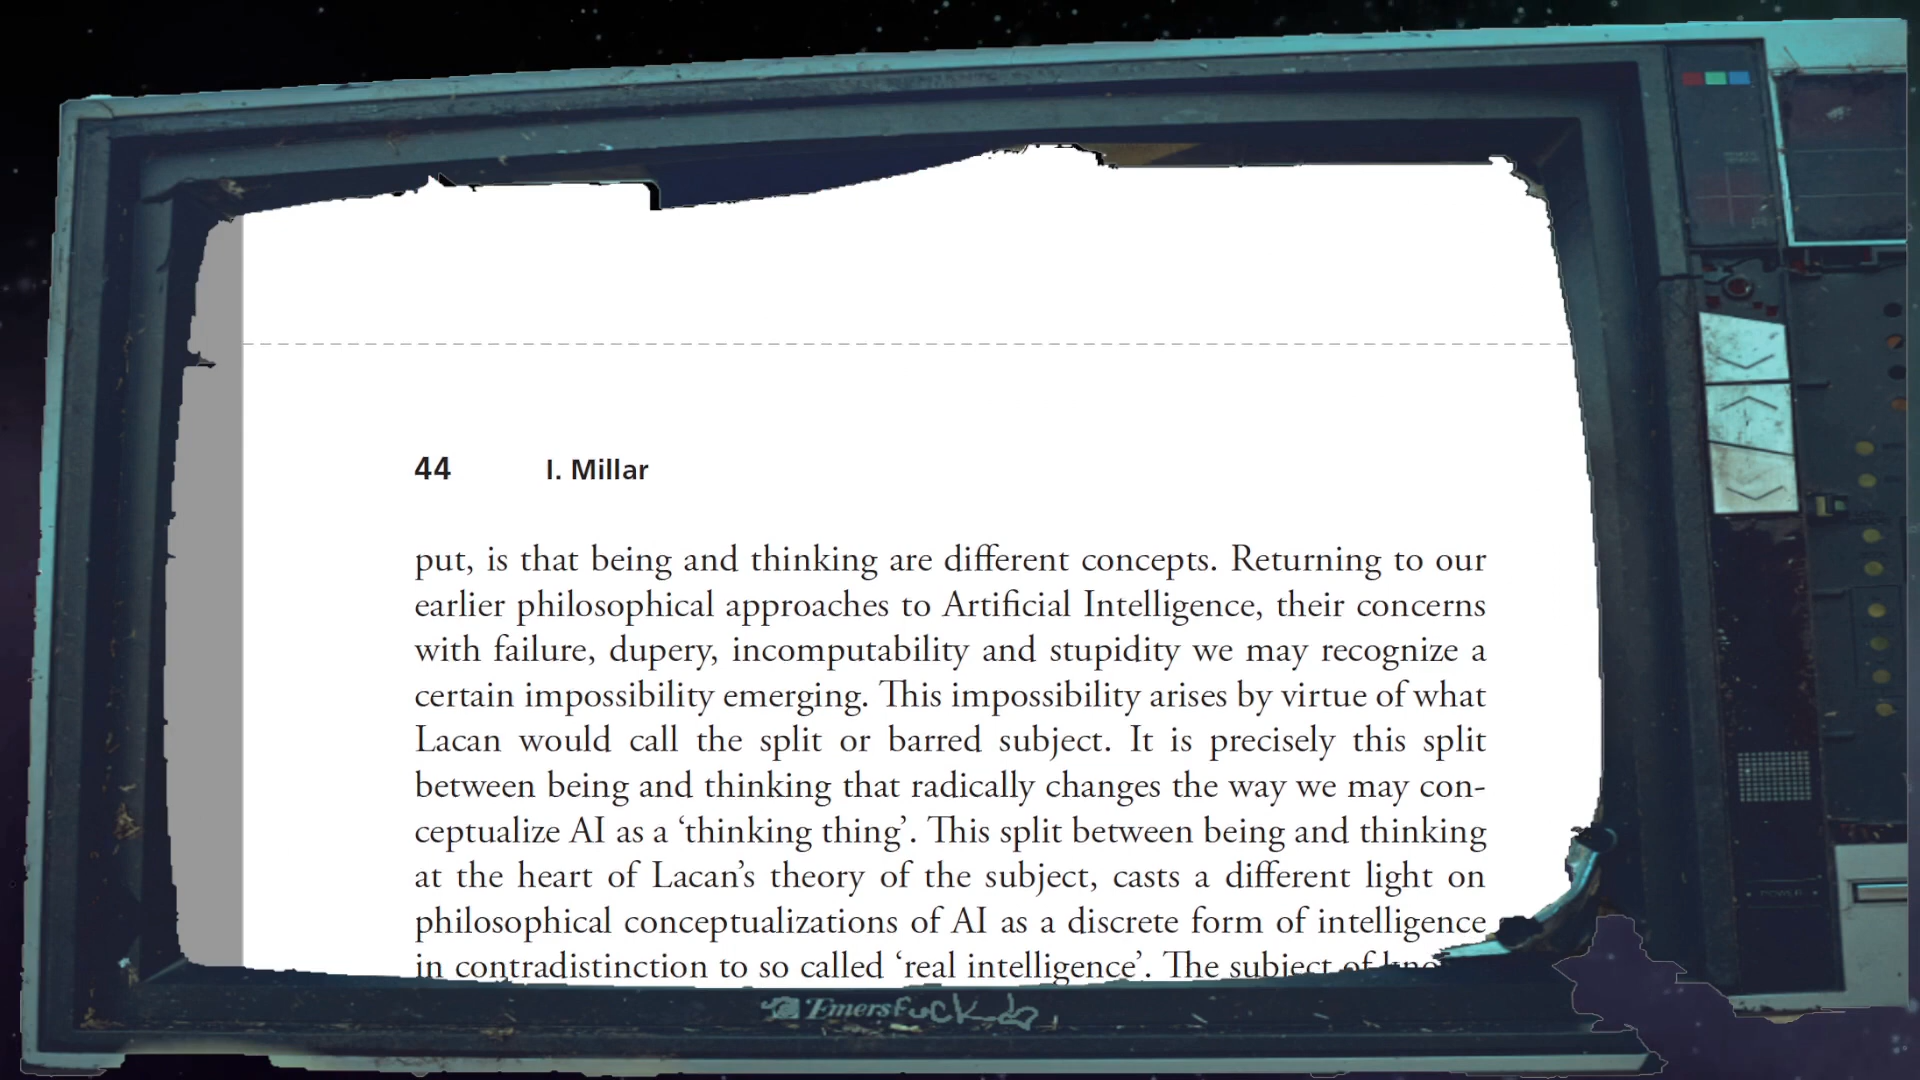 44 I. Millar
put, is that being and thinking are different concepts. Returning to our
earlier philosophical approaches to Artificial Intelligence, their concerns
with failure, dupery, incomputability and stupidity we may recognize a
certain impossibility emerging. This impossibility arises by virtue of what
Lacan would call the split or barred subject. It is precisely this split
between being and thinking that radically changes the way we may con-
ceptualize AI as a ‘thinking thing’. This split between being and thinking
at the heart of Lacan’s theory of the subject, casts a different light on
philosophical conceptualizations of AI as a discrete form of intelligence
in contradistinction to so called ‘real intelligence’. The subject of
POWER
EmersFuCK